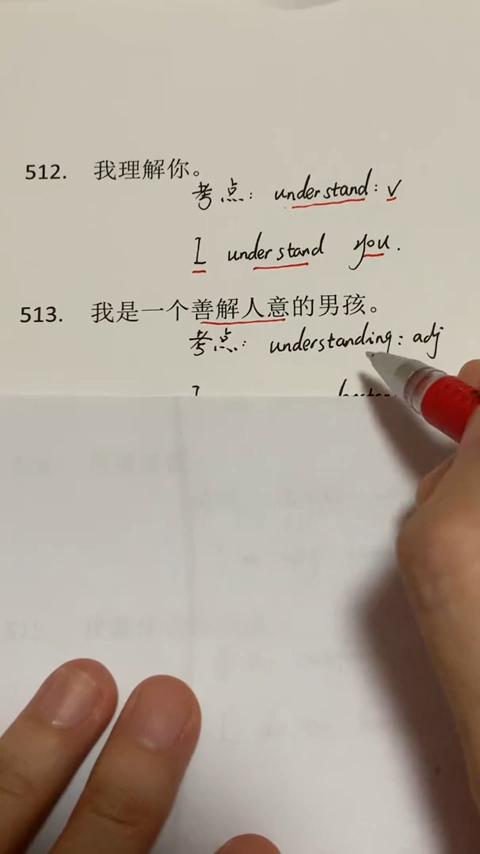 512. 我理解你。
考点: understand: v
I understand you.
513. 我是一个善解人意的男孩。
考点: understanding: adj
I